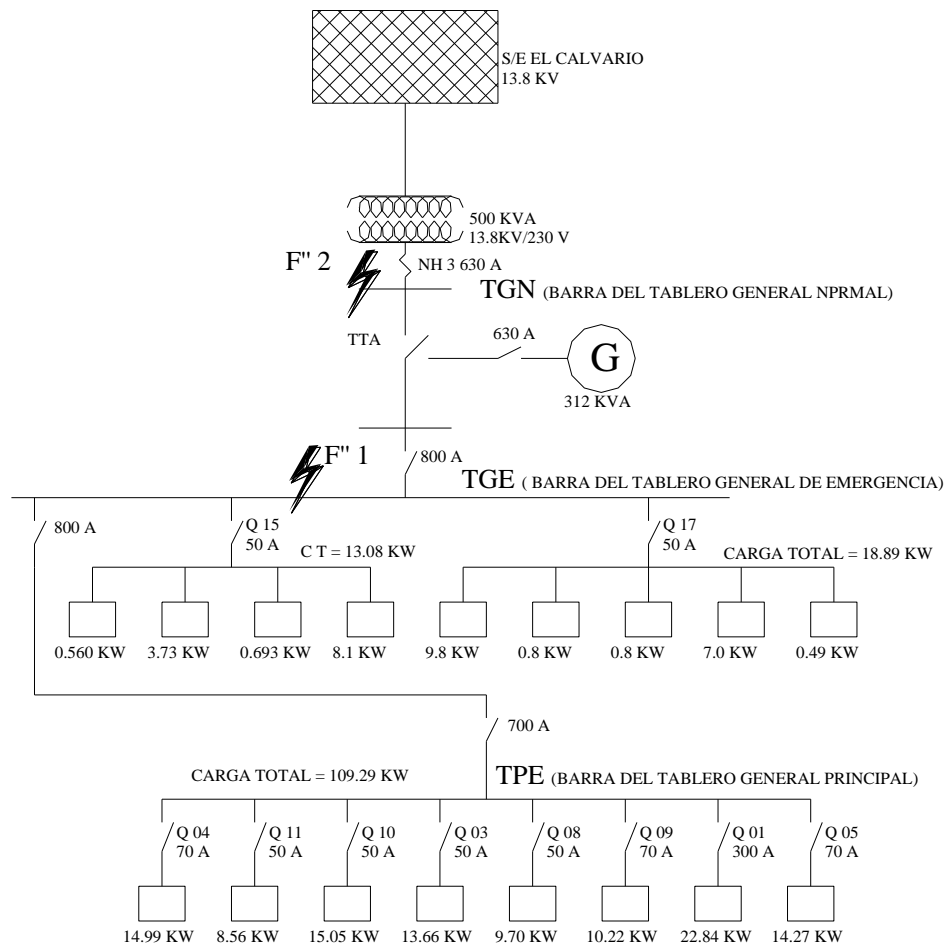 S/E EL CALVARIO
13.8 KV
500 KVA
13.8KV/230 V
F" 2
NH 3 630 A
TGN (BARRA DEL TABLERO GENERAL NPRMAL)
TTA
630 A
G
312 KVA
F" 1
800 A
TGE ( BARRA DEL TABLERO GENERAL DE EMERGENCIA)
800 A
Q 15
50 A
C T = 13.08 KW
Q 17
50 A
CARGA TOTAL = 18.89 KW
0.560 KW
3.73 KW
0.693 KW
8.1 KW
9.8 KW
0.8 KW
0.8 KW
7.0 KW
0.49 KW
700 A
CARGA TOTAL = 109.29 KW
TPE (BARRA DEL TABLERO GENERAL PRINCIPAL)
Q 04
70 A
Q 11
50 A
Q 10
50 A
Q 03
50 A
Q 08
50 A
Q 09
70 A
Q 01
300 A
Q 05
70 A
14.99 KW
8.56 KW
15.05 KW
13.66 KW
9.70 KW
10.22 KW
22.84 KW
14.27 KW